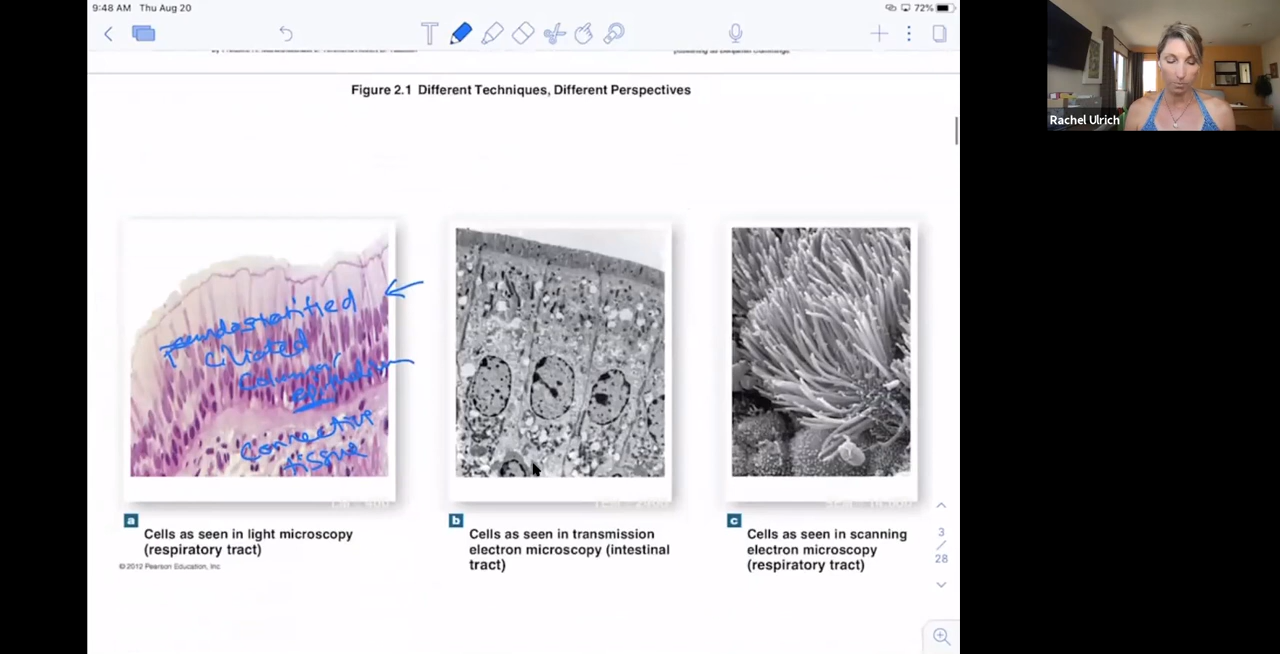 9:48 AM Thu Aug 20
72%
Figure 2.1 Different Techniques, Different Perspectives
Rachel Ulrich
pseudostratified
ciliated
columnar
epithelium
connective
tissue
a
Cells as seen in light microscopy
(respiratory tract)
© 2012 Pearson Education, Inc
b
Cells as seen in transmission
electron microscopy (intestinal
tract)
c
Cells as seen in scanning
electron microscopy
(respiratory tract)
3
/
28